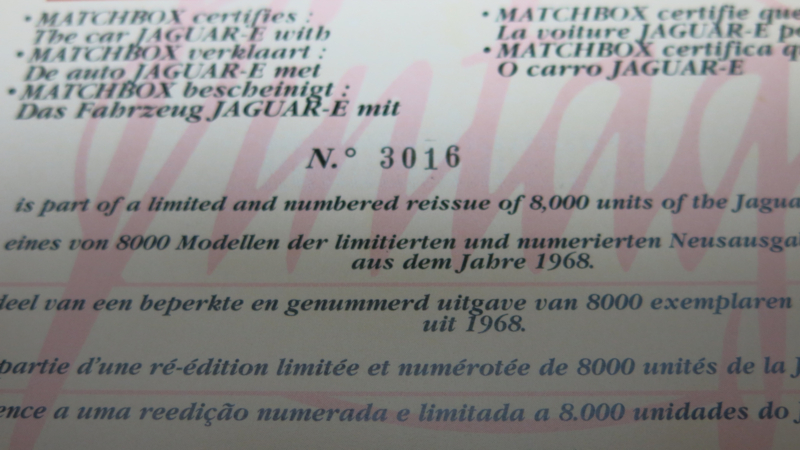 • MATCHBOX certifies :
The car JAGUAR-E with
• MATCHBOX verklaart :
De auto JAGUAR-E met
• MATCHBOX bescheinigt :
Das Fahrzeug JAGUAR-E mit
• MATCHBOX certifie que
La voiture JAGUAR-E
• MATCHBOX certifica
O carro JAGUAR-E
N.° 3016
is part of a limited and numbered reissue of 8,000 units of the
eines von 8000 Modellen der limitierten und numerierten
aus dem Jahre 1968.
van een beperkte en genummerd uitgave van 8000 exemplaren
uit 1968.
partie d'une ré-édition limitée et numérotée de 8000 unités de la
a uma reedição numerada e limitada a 8.000 unidades do